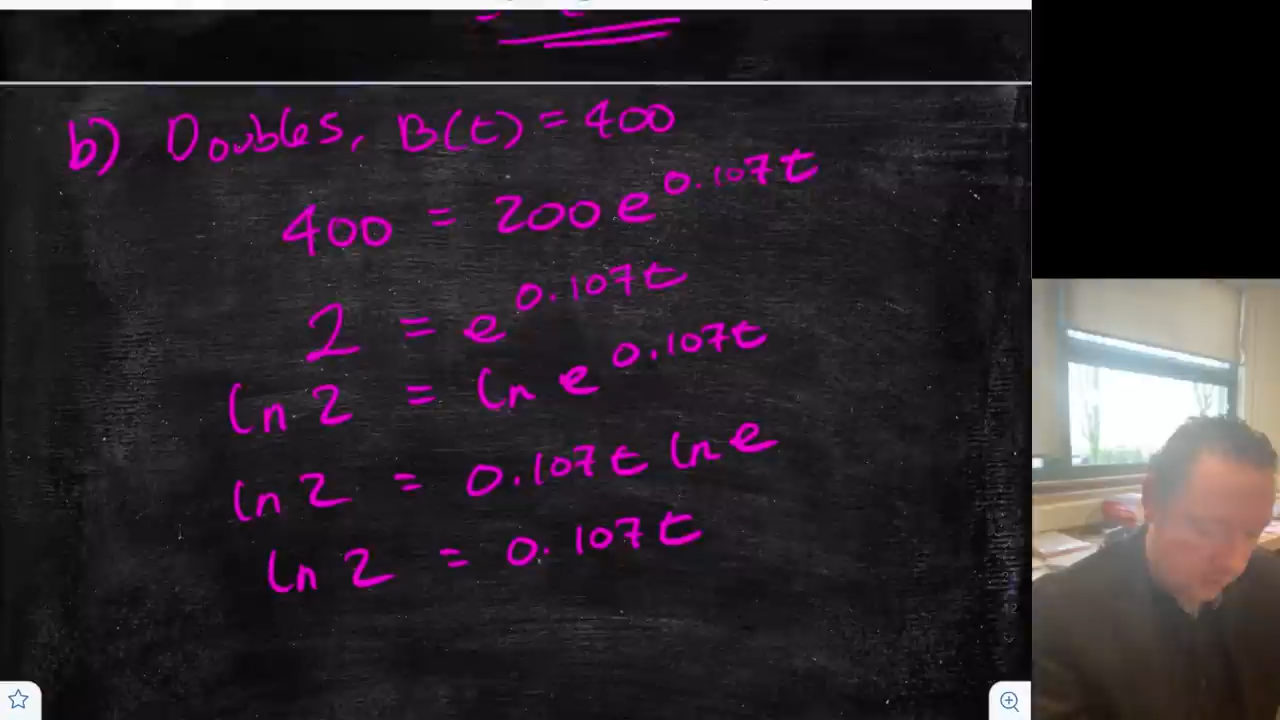 b) Doubles, B(t) = 400
400 = 200e^0.107t
2 = e^0.107t
ln 2 = ln e^0.107t
ln 2 = 0.107t ln e
ln 2 = 0.107t